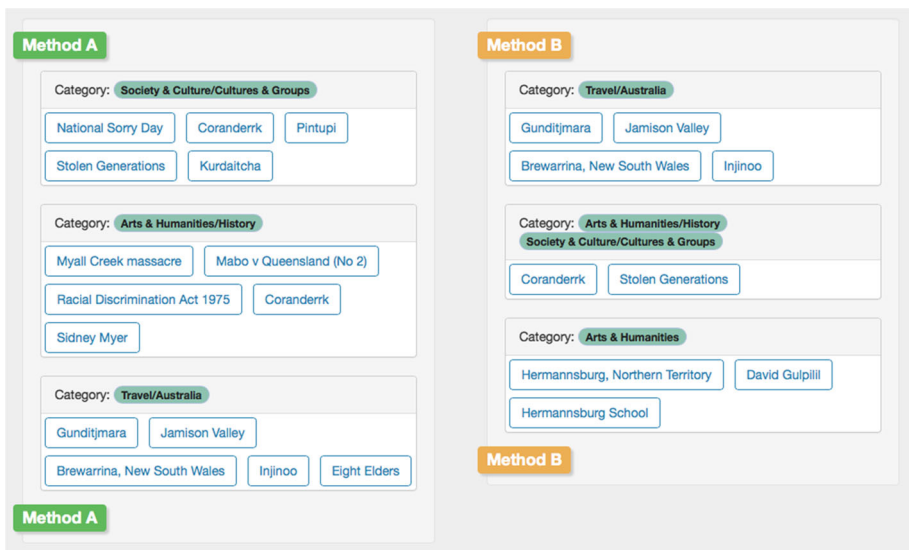 Method A
Category: Society & Culture/Cultures & Groups
National Sorry Day Coranderrk Pintupi
Stolen Generations Kurdaitcha
Category: Arts & Humanities/History
Myall Creek massacre Mabo v Queensland (No 2)
Racial Discrimination Act 1975 Coranderrk
Sidney Myer
Category: Travel/Australia
Gunditjmara Jamison Valley
Brewarrina, New South Wales Injinoo Eight Elders
Method A
Method B
Category: Travel/Australia
Gunditjmara Jamison Valley
Brewarrina, New South Wales Injinoo
Category: Arts & Humanities/History
Society & Culture/Cultures & Groups
Coranderrk Stolen Generations
Category: Arts & Humanities
Hermannsburg, Northern Territory David Gulpilil
Hermannsburg School
Method B